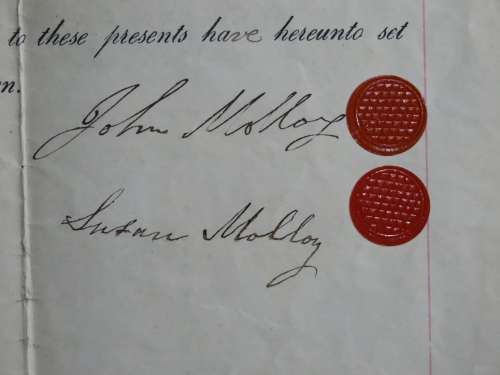 to these presents have hereunto set
n.
John Molloy
Susan Molloy